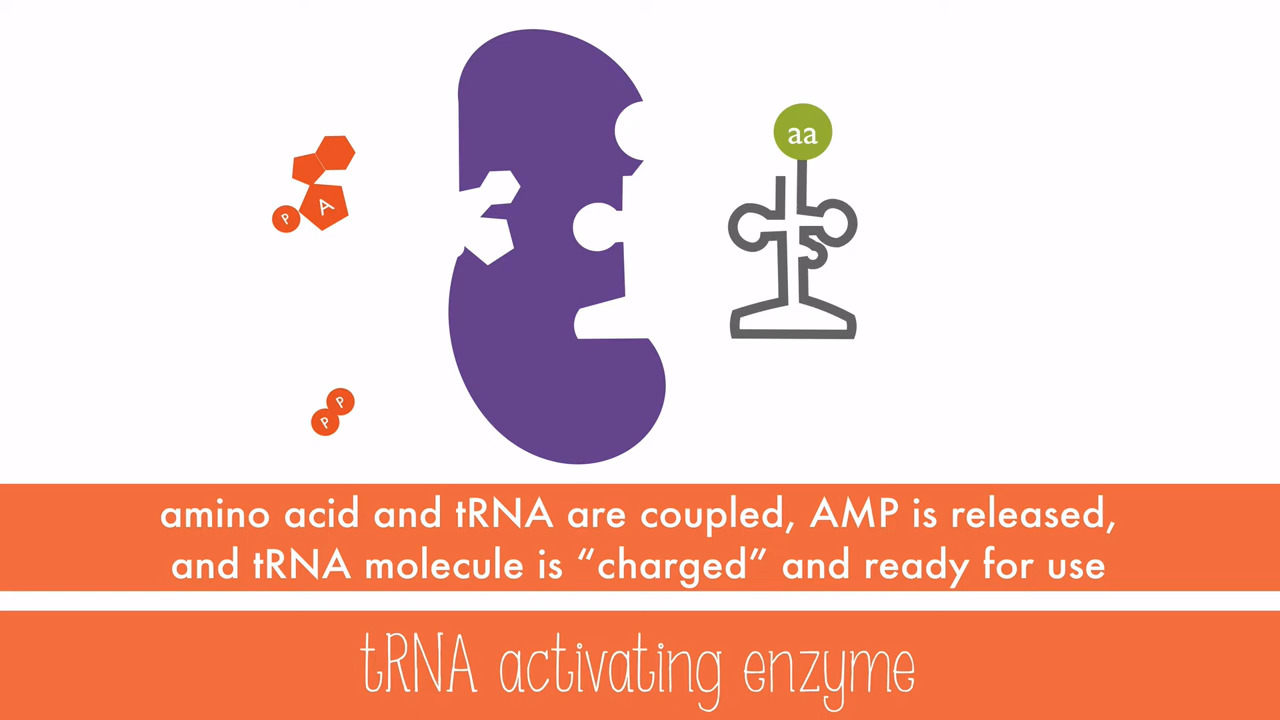 aa
A
P
P
P
amino acid and tRNA are coupled, AMP is released,
and tRNA molecule is “charged” and ready for use
tRNA activating enzyme